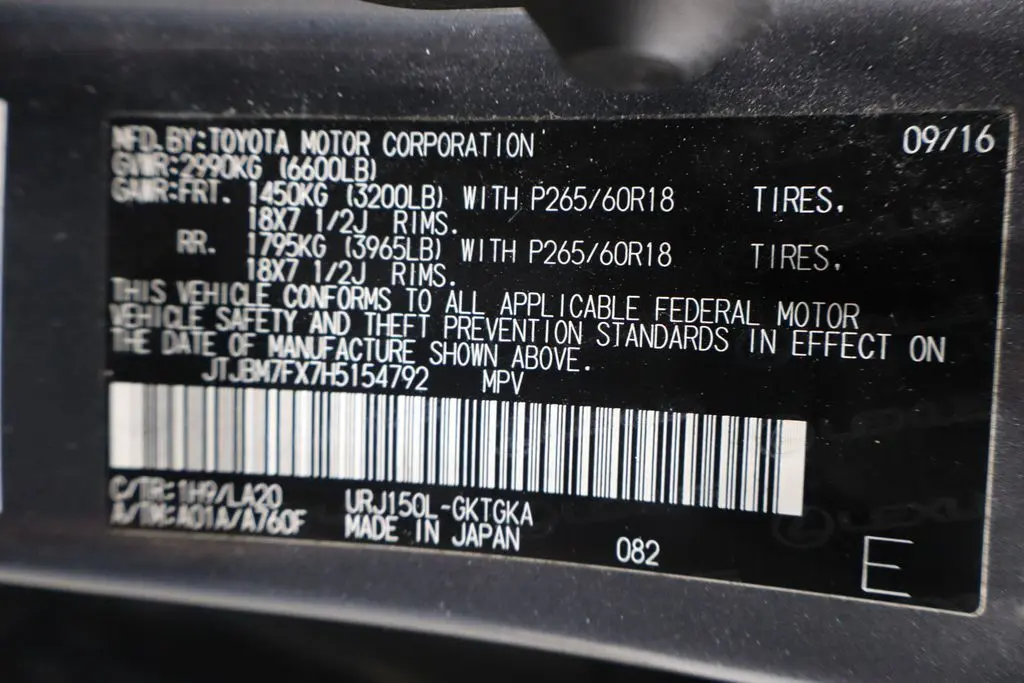 MFD. BY: TOYOTA MOTOR CORPORATION 09/16
GVWR: 2990KG (6600LB)
GAWR: FRT. 1450KG (3200LB) WITH P265/60R18 TIRES.
18X7 1/2J RIMS.
RR. 1795KG (3965LB) WITH P265/60R18 TIRES.
18X7 1/2J RIMS.
THIS VEHICLE CONFORMS TO ALL APPLICABLE FEDERAL MOTOR
VEHICLE SAFETY AND THEFT PREVENTION STANDARDS IN EFFECT ON
THE DATE OF MANUFACTURE SHOWN ABOVE.
JTJBM7FX7H5154792 MPV
C/TR: 1H9/LA20 URJ150L-GKTGKA
A/TM: A01A/A760F MADE IN JAPAN
082
E
LEXUS